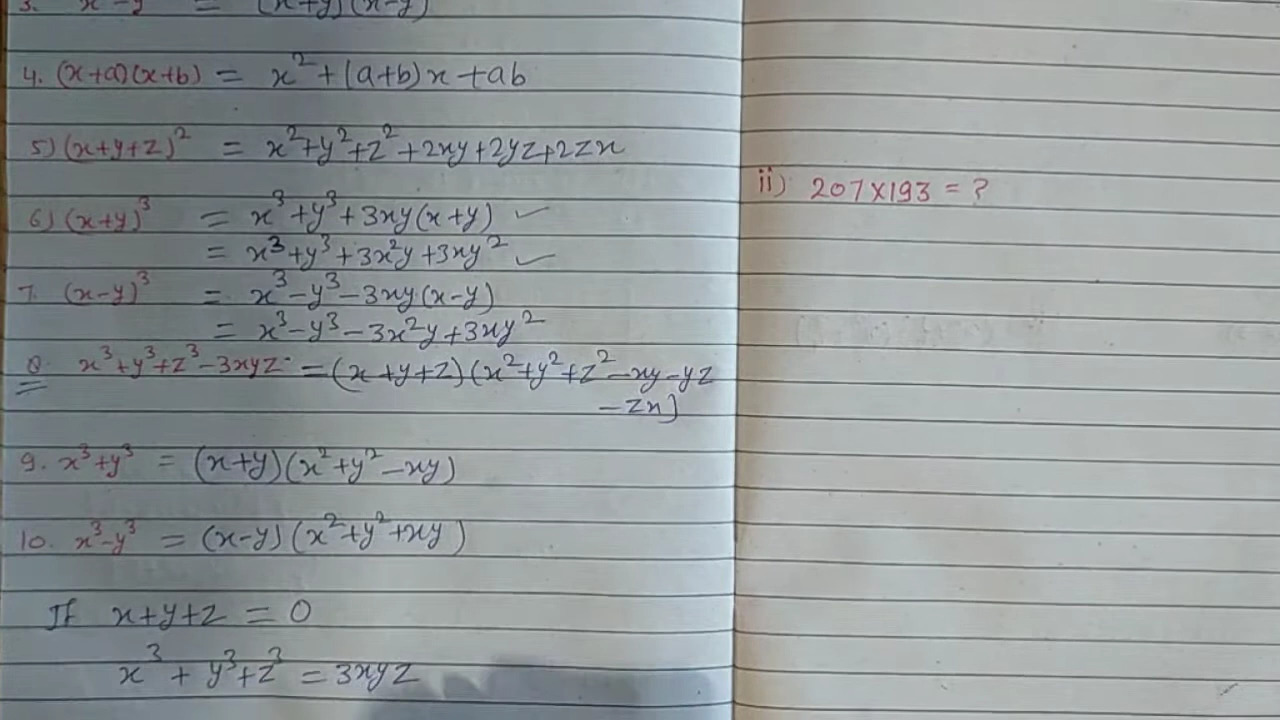 3. x²-y² = (x+y)(x-y)
4. (x+a)(x+b) = x²+(a+b)x+ab
5) (x+y+z)² = x²+y²+z²+2xy+2yz+2zx
6) (x+y)³ = x³+y³+3xy(x+y) ✓
= x³+y³+3x²y+3xy² ✓
7. (x-y)³ = x³-y³-3xy(x-y)
= x³-y³-3x²y+3xy²
8. x³+y³+z³-3xyz = (x+y+z)(x²+y²+z²-xy-yz
-zx)
9. x³+y³ = (x+y)(x²+y²-xy)
10. x³-y³ = (x-y)(x²+y²+xy)
If x+y+z = 0
x³+y³+z³ = 3xyz
ii) 207×193 = ?